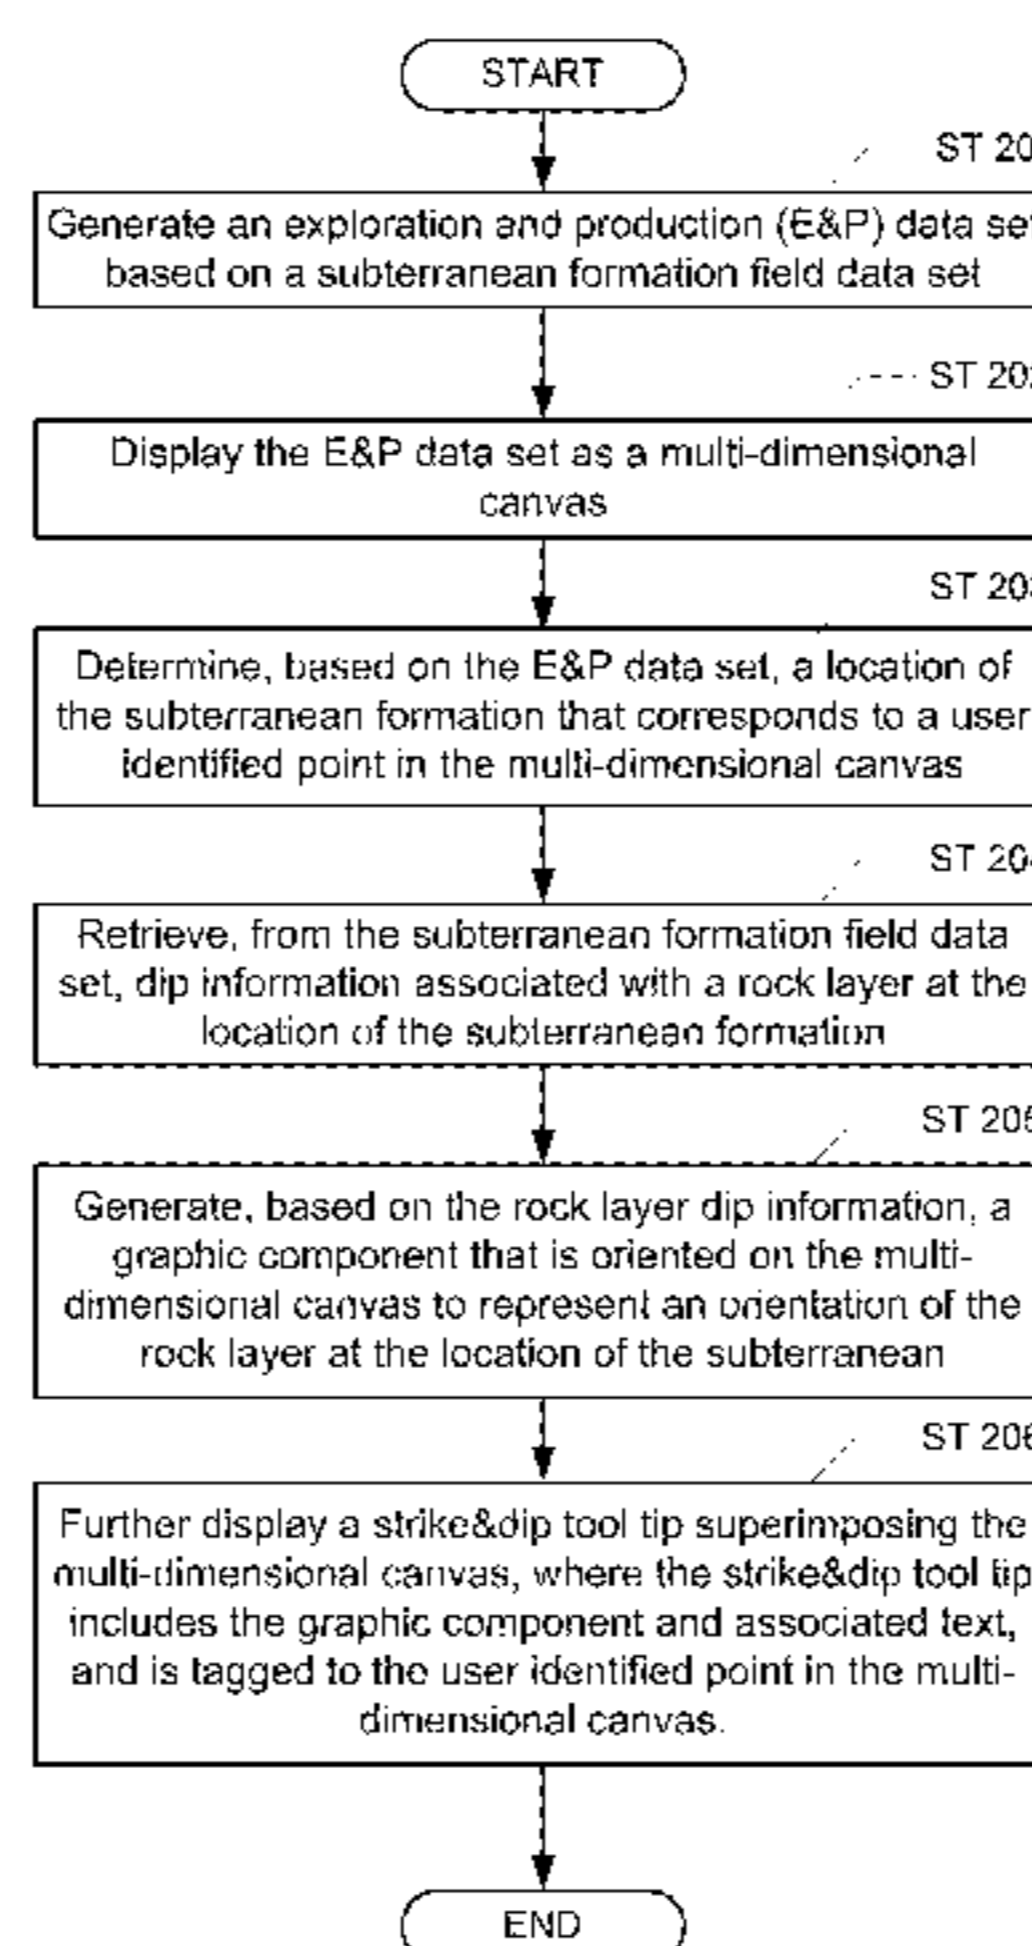 START
ST 20
Generate an exploration and production (E&P) data set
based on a subterranean formation field data set
ST 202
Display the E&P data set as a multi-dimensional
canvas
ST 203
Determine, based on the E&P data set, a location of
the subterranean formation that corresponds to a user
identified point in the multi-dimensional canvas
ST 204
Retrieve, from the subterranean formation field data
set, dip information associated with a rock layer at the
location of the subterranean formation
ST 205
Generate, based on the rock layer dip information, a
graphic component that is oriented on the multi-
dimensional canvas to represent an orientation of the
rock layer at the location of the subterranean
ST 206
Further display a strike&dip tool tip superimposing the
multi-dimensional canvas, where the strike&dip tool tip
includes the graphic component and associated text,
and is tagged to the user identified point in the multi-
dimensional canvas.
END